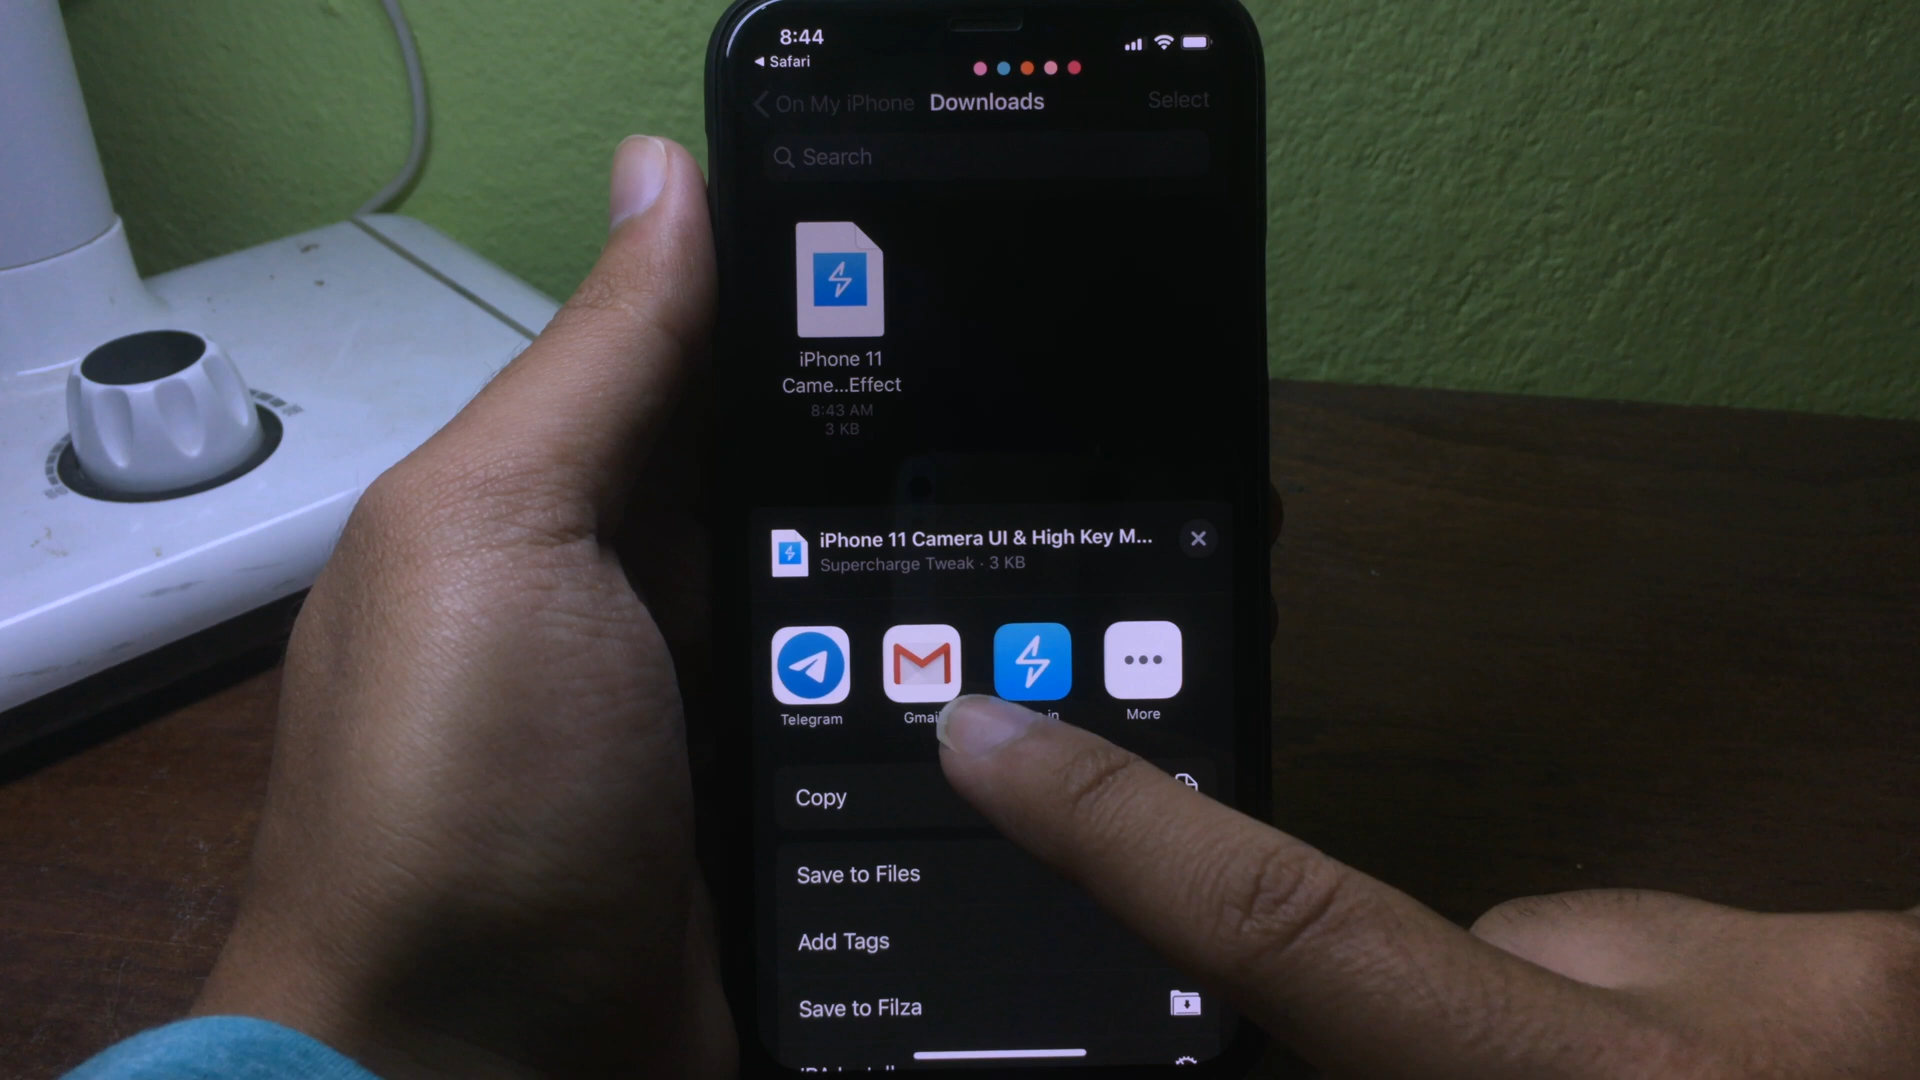 8:44
Safari
On My iPhone
Downloads
Select
Search
iPhone 11
Came...Effect
8:43 AM
3 KB
iPhone 11 Camera UI & High Key M...
Supercharge Tweak · 3 KB
Telegram
Gmai
in
More
Copy
Save to Files
Add Tags
Save to Filza